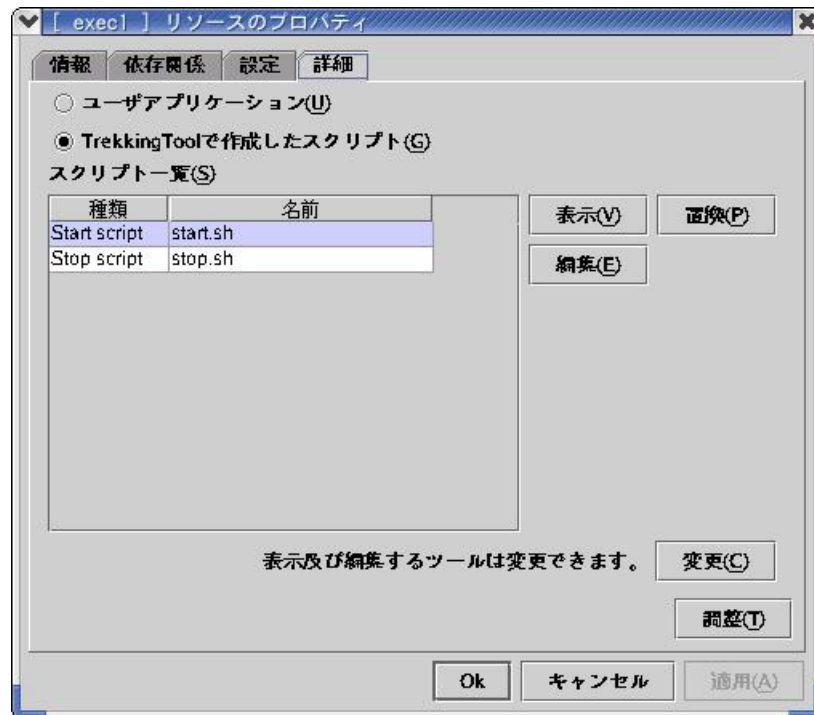 [ exec1 ] リソースのプロパティ
情報 依存関係 設定 詳細
ユーザアプリケーション(U)
TrekkingToolで作成したスクリプト(G)
スクリプト一覧(S)
種類 名前
Start script start.sh
Stop script stop.sh
表示(V) 置換(P)
編集(E)
表示及び編集するツールは変更できます。 変更(C)
調整(T)
Ok キャンセル 適用(A)